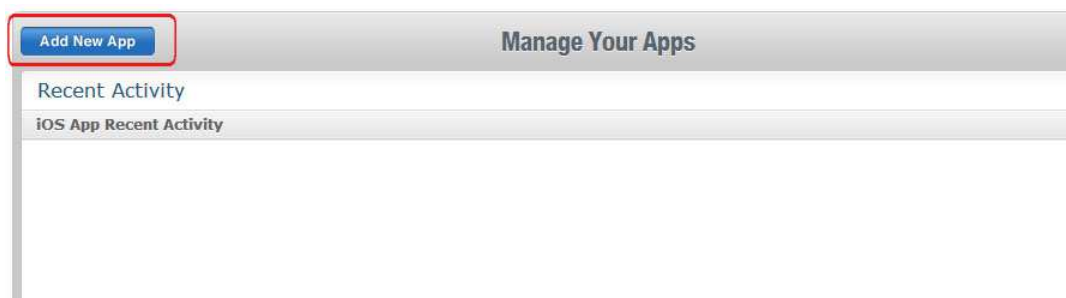 Add New App
Manage Your Apps
Recent Activity
iOS App Recent Activity